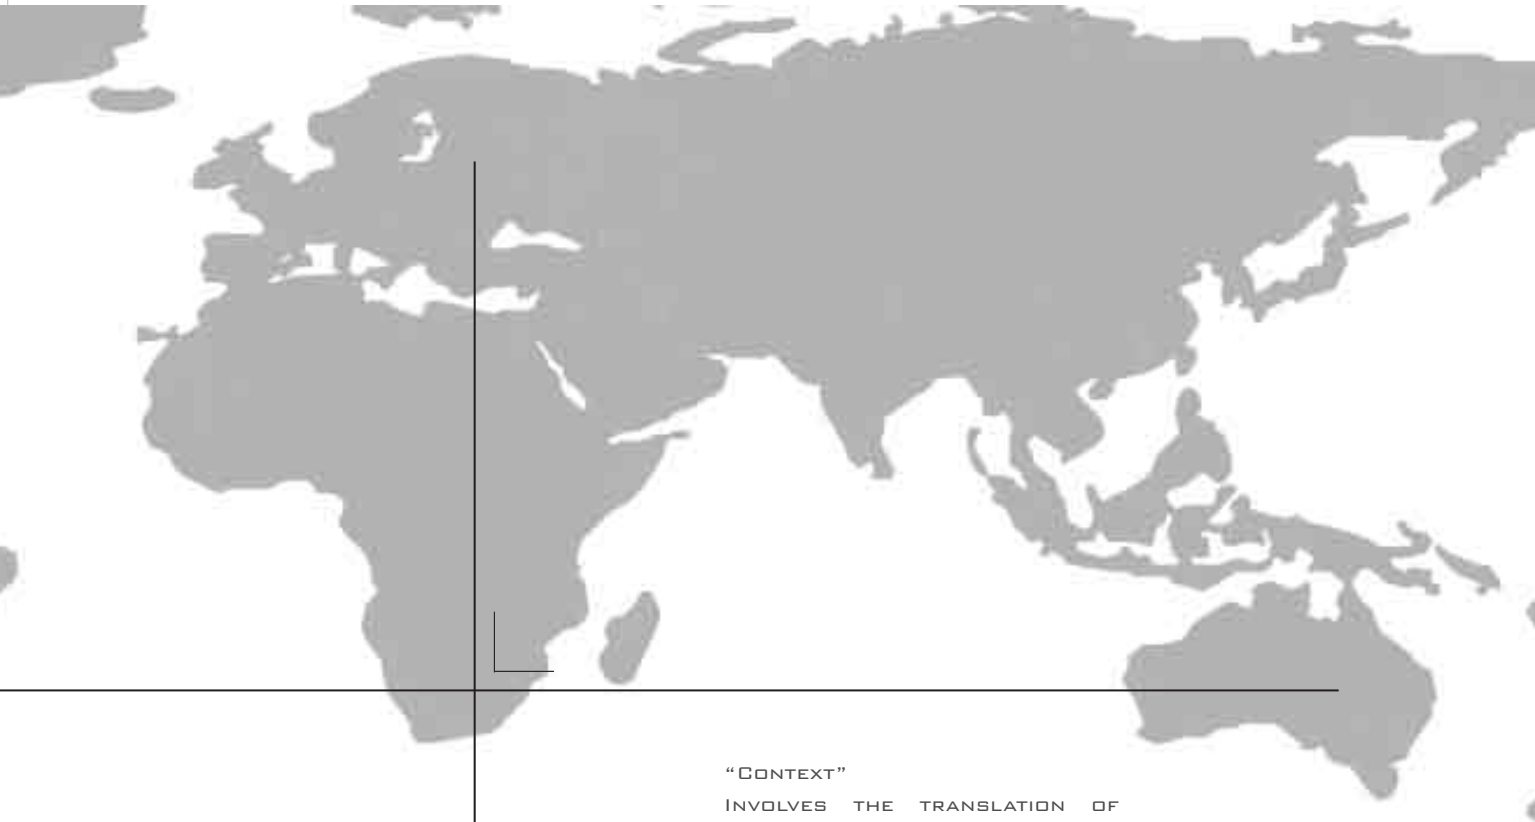 “Context”
Involves the translation of